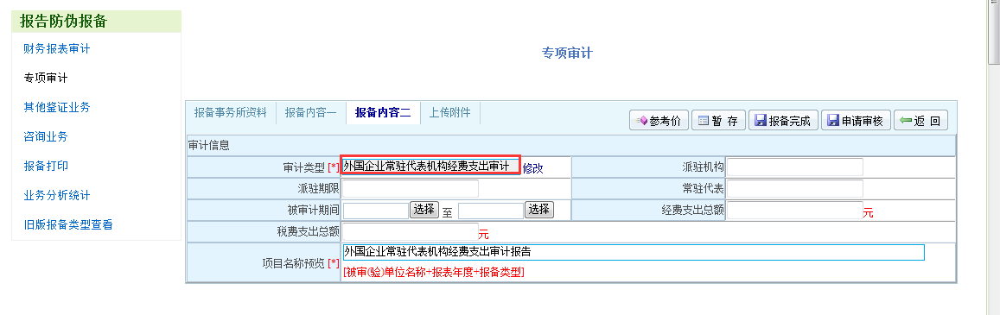 报告防伪报备
财务报表审计
专项审计
其他鉴证业务
咨询业务
报备打印
业务分析统计
旧版报备类型查看
专项审计
报备事务所资料 报备内容一 报备内容二 上传附件
参考价 暂 存 报备完成 申请审核 返 回
审计信息
审计类型 [*] 外国企业常驻代表机构经费支出审计 修改 派驻机构
派驻期限 常驻代表
被审计期间 选择 至 选择 经费支出总额 元
税费支出总额 元
项目名称预览 [*] 外国企业常驻代表机构经费支出审计报告
[被审(验)单位名称+报表年度+报备类型]